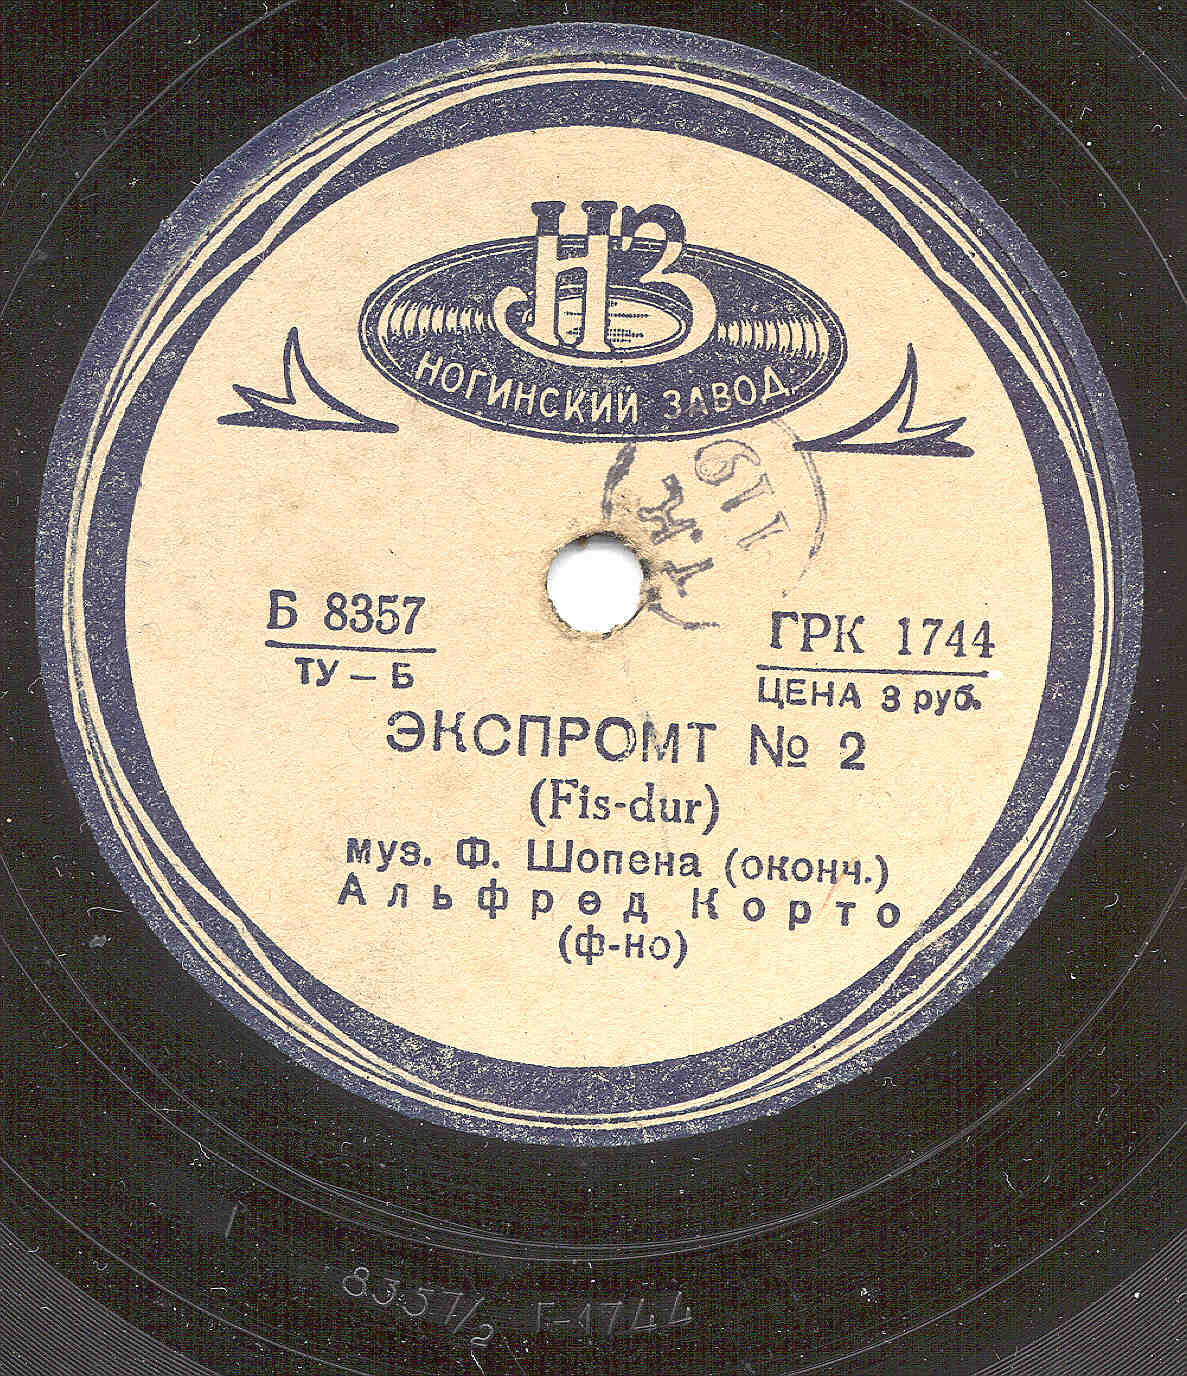 НЗ
НОГИНСКИЙ ЗАВОД
Б 8357
ТУ – Б
ГРК 1744
ЦЕНА 3 руб.
ЭКСПРОМТ № 2
(Fis-dur)
муз. Ф. Шопена (оконч.)
Альфред Корто
(ф-но)
8357/2 Г-1744